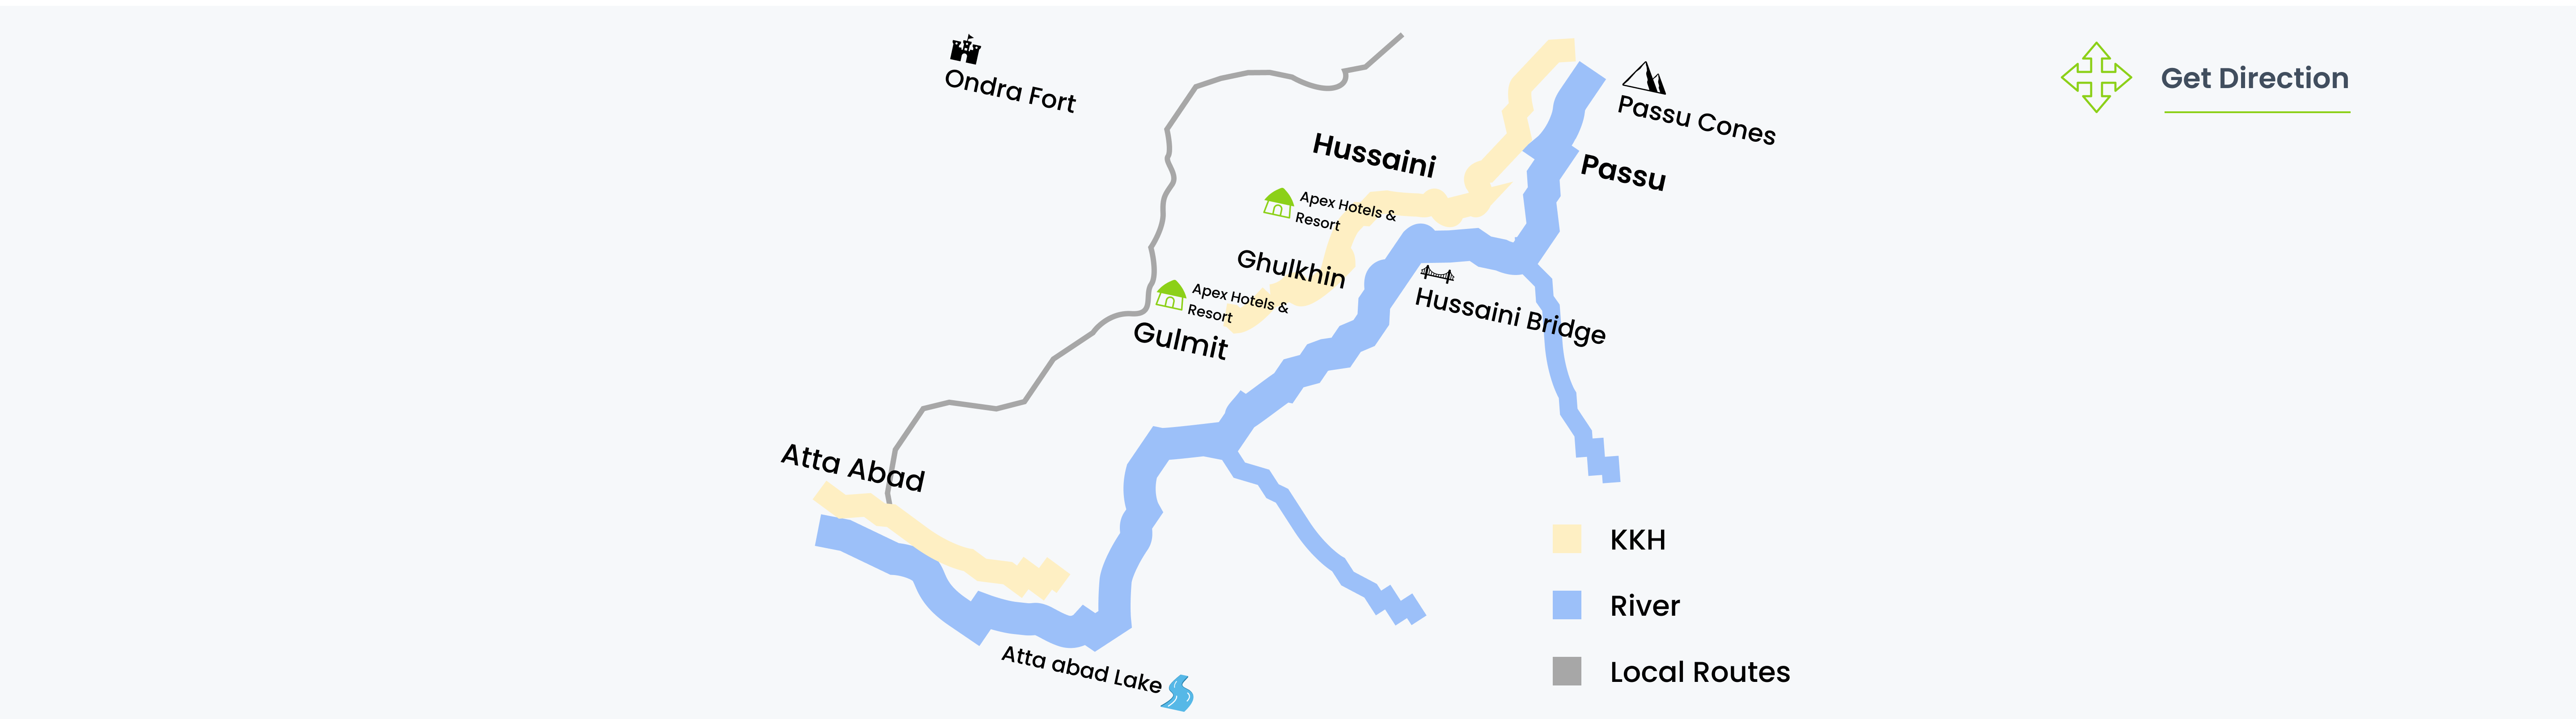 Ondra Fort
Passu Cones
Get Direction
Hussaini
Passu
Apex Hotels &
Resort
Ghulkhin
Hussaini Bridge
Apex Hotels &
Resort
Gulmit
Atta Abad
KKH
River
Local Routes
Atta abad Lake